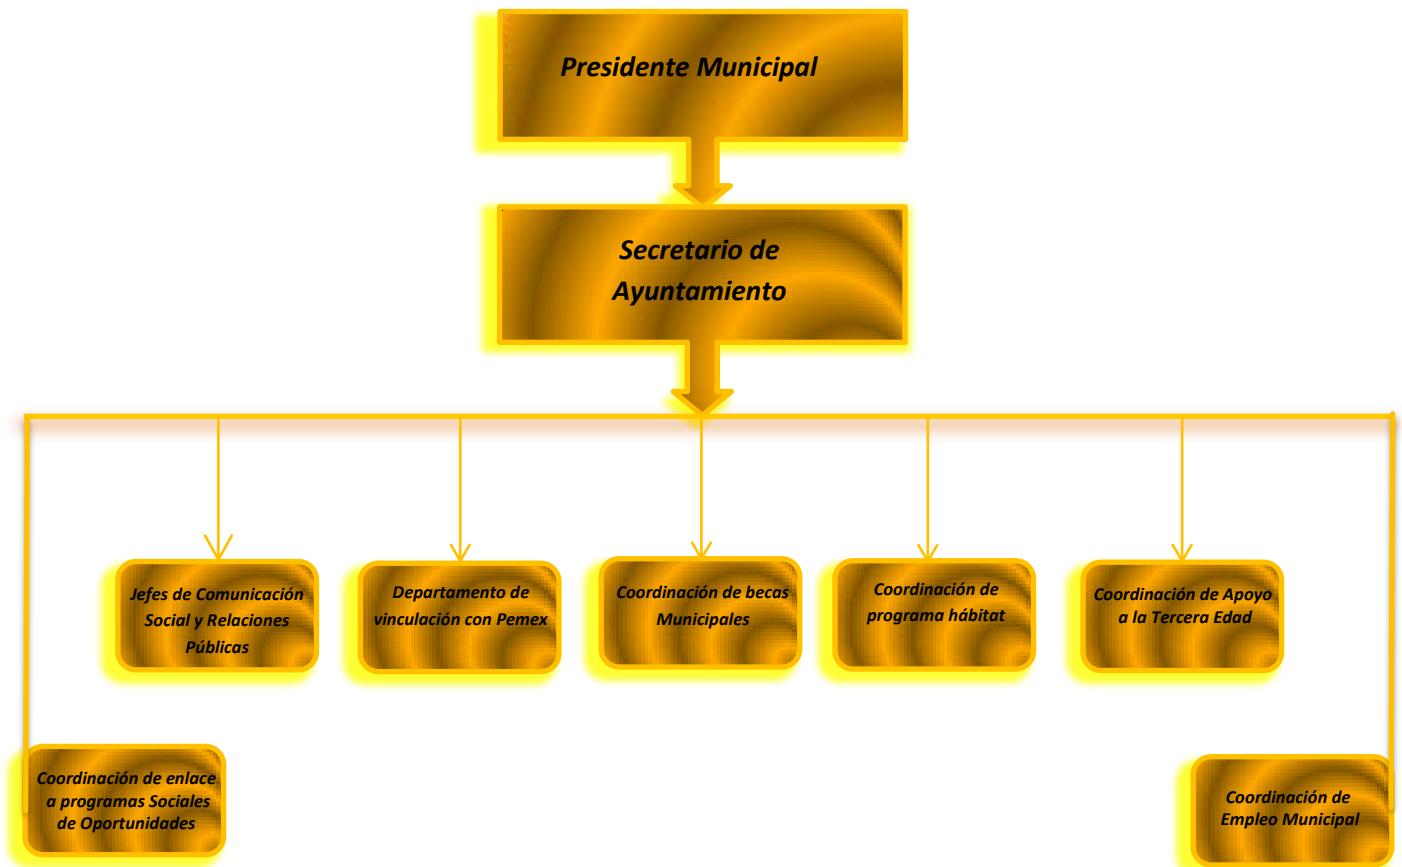 Presidente Municipal
Secretario de
Ayuntamiento
Jefes de Comunicación
Social y Relaciones
Públicas
Departamento de
vinculación con Pemex
Coordinación de becas
Municipales
Coordinación de
programa hábitat
Coordinación de Apoyo
a la Tercera Edad
Coordinación de enlace
a programas Sociales
de Oportunidades
Coordinación de
Empleo Municipal